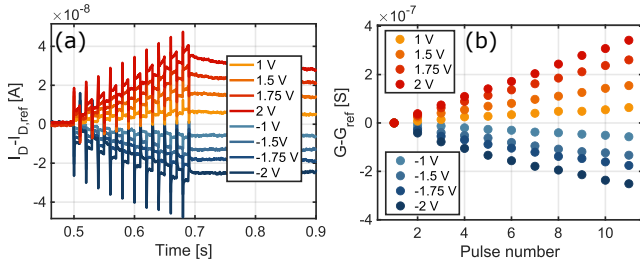 ×10⁻⁸
(a)
4
2
0
-2
-4
I_D-I_D,ref [A]
1 V
1.5 V
1.75 V
2 V
-1 V
-1.5V
-1.75 V
-2 V
0.5 0.6 0.7 0.8 0.9
Time [s]
×10⁻⁷
(b)
4
2
0
-2
-4
G-G_ref [S]
1 V
1.5 V
1.75 V
2 V
-1 V
-1.5 V
-1.75 V
-2 V
2 4 6 8 10
Pulse number